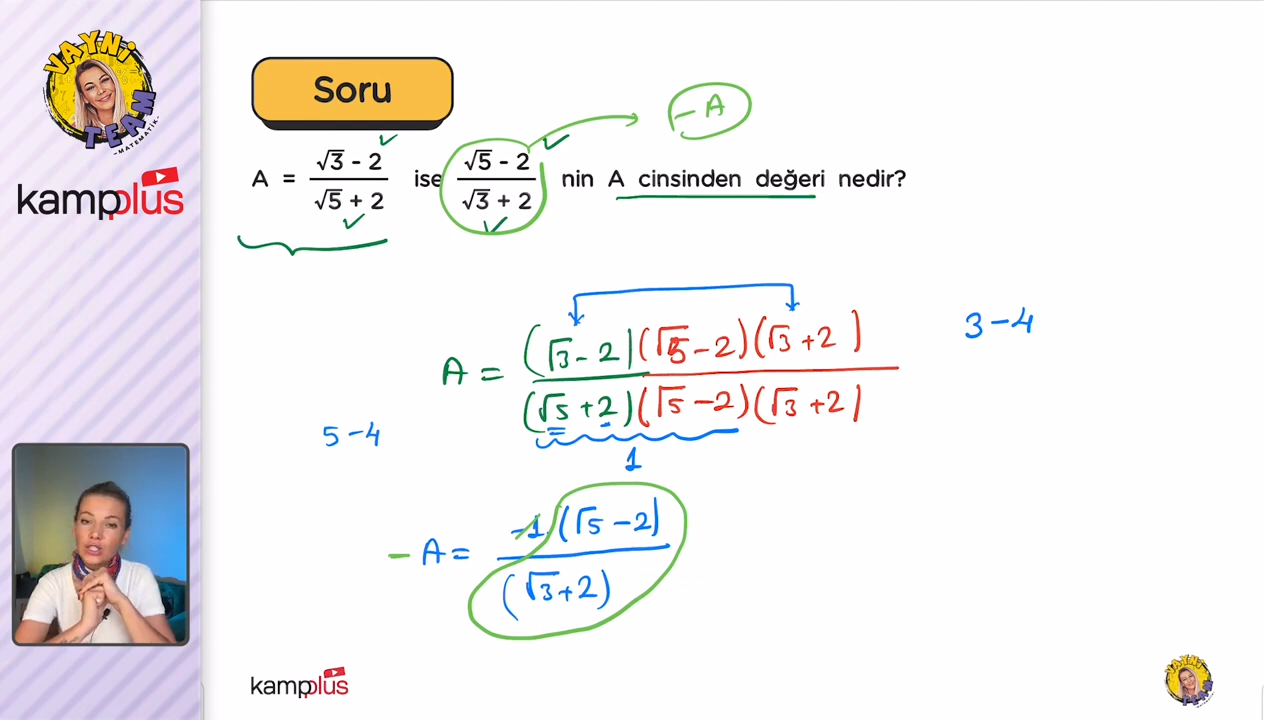 VAYNİ TEAM
-MATEMATİK-
kampplus
Soru
- A
A = √3 - 2 / √5 + 2 ise √5 - 2 / √3 + 2 nin A cinsinden değeri nedir?
3 - 4
A = (√3 - 2)(√5 - 2)(√3 + 2) / (√5 + 2)(√5 - 2)(√3 + 2)
5 - 4
1
- A = -1 . (√5 - 2) / (√3 + 2)
kampplus
VAYNİ TEAM